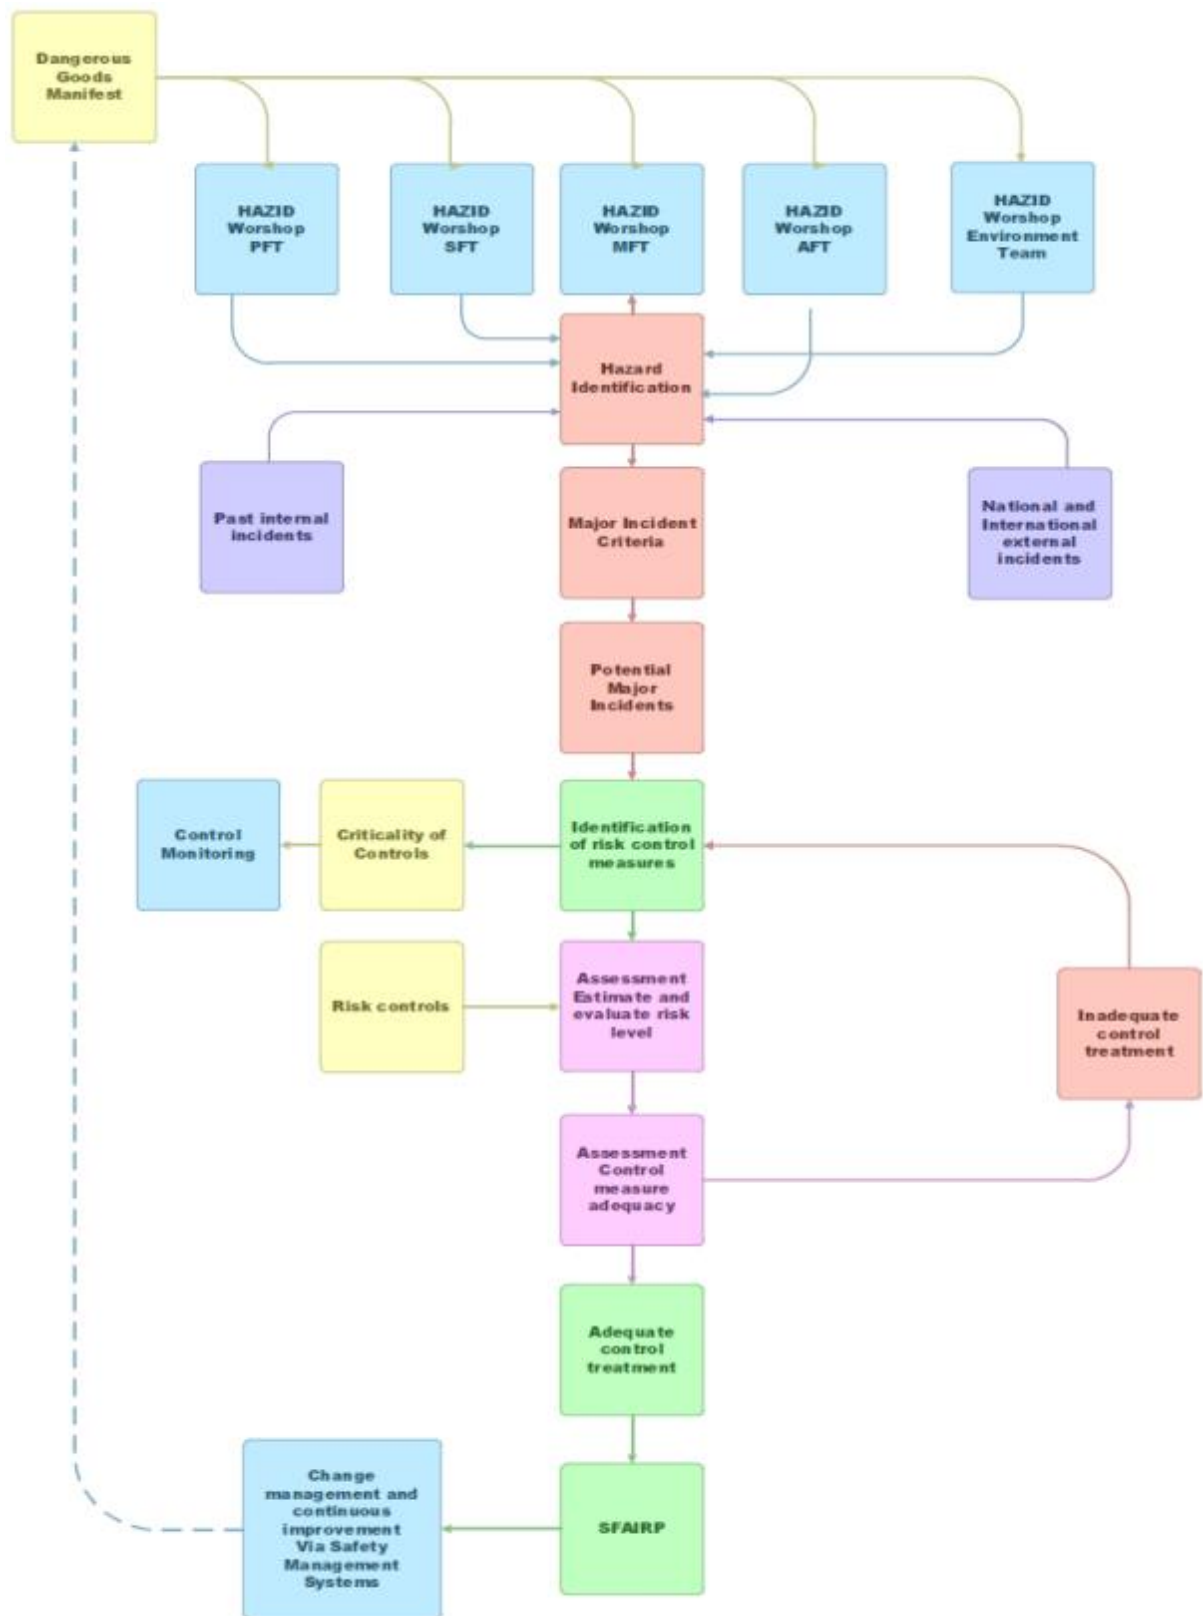 Dangerous
Goods
Manifest
HAZID
Worshop
PFT
HAZID
Worshop
SFT
HAZID
Worshop
MFT
HAZID
Worshop
AFT
HAZID
Worshop
Environment
Team
Hazard
Identification
Past internal
incidents
Major Incident
Criteria
National and
International
external
incidents
Potential
Major
Incidents
Control
Monitoring
Criticality of
Controls
Identification
of risk control
measures
Risk controls
Assessment
Estimate and
evaluate risk
level
Inadequate
control
treatment
Assessment
Control
measure
adequacy
Adequate
control
treatment
Change
management and
continuous
improvement
Via Safety
Management
Systems
SFAIRP